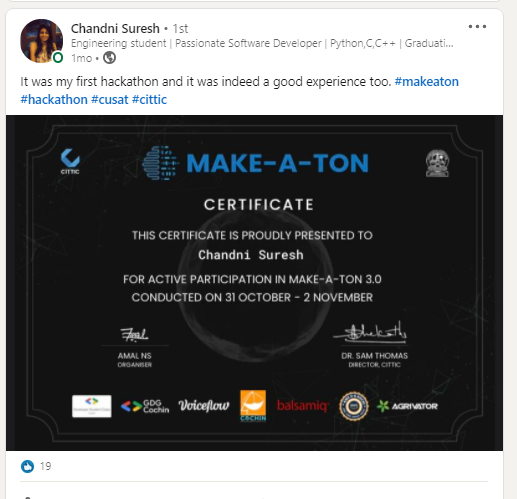 Chandni Suresh • 1st
Engineering student | Passionate Software Developer | Python,C,C++ | Graduati...
1mo •
It was my first hackathon and it was indeed a good experience too. #makeaton
#hackathon #cusat #cittic
CITTIC
MAKE-A-TON
CERTIFICATE
THIS CERTIFICATE IS PROUDLY PRESENTED TO
Chandni Suresh
FOR ACTIVE PARTICIPATION IN MAKE-A-TON 3.0
CONDUCTED ON 31 OCTOBER - 2 NOVEMBER
AMAL NS
ORGANISER
DR. SAM THOMAS
DIRECTOR, CITTIC
GDG
Cochin
Voiceflow
COCHIN
balsamiq
AGRIVATOR
19